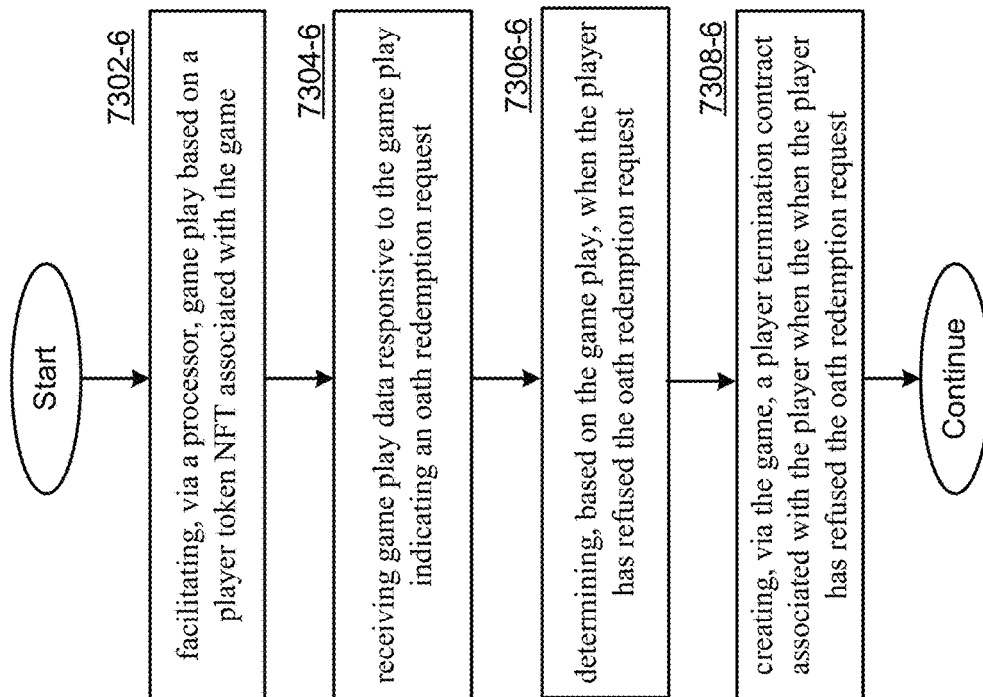 Start
7302-6
facilitating, via a processor, game play based on a
player token NFT associated with the game
7304-6
receiving game play data responsive to the game play
indicating an oath redemption request
7306-6
determining, based on the game play, when the player
has refused the oath redemption request
7308-6
creating, via the game, a player termination contract
associated with the player when the when the player
has refused the oath redemption request
Continue